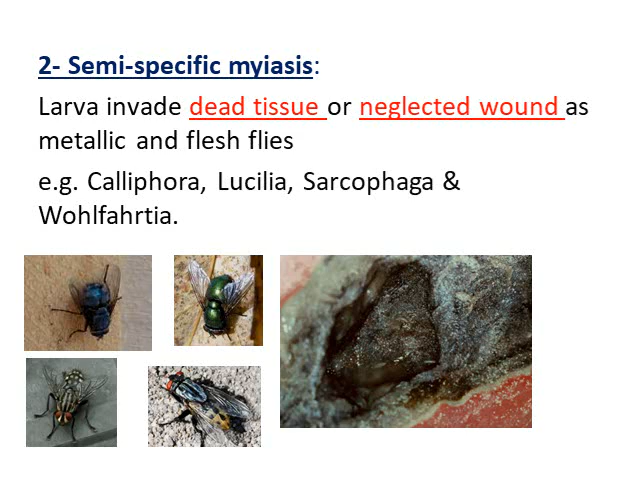 2- Semi-specific myiasis:
Larva invade dead tissue or neglected wound as
metallic and flesh flies
e.g. Calliphora, Lucilia, Sarcophaga &
Wohlfahrtia.